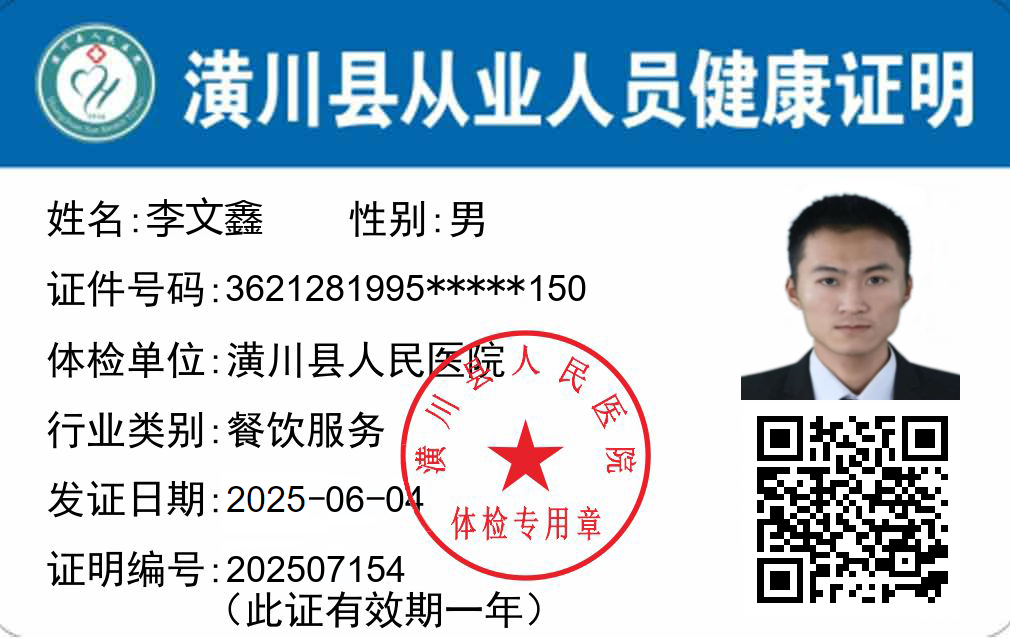 潢川县从业人员健康证明
姓名:李文鑫 性别:男
证件号码:3621281995*****150
体检单位:潢川县人民医院
行业类别:餐饮服务
发证日期:2025-06-04
证明编号:202507154
(此证有效期一年)
潢川县人民医院
体检专用章